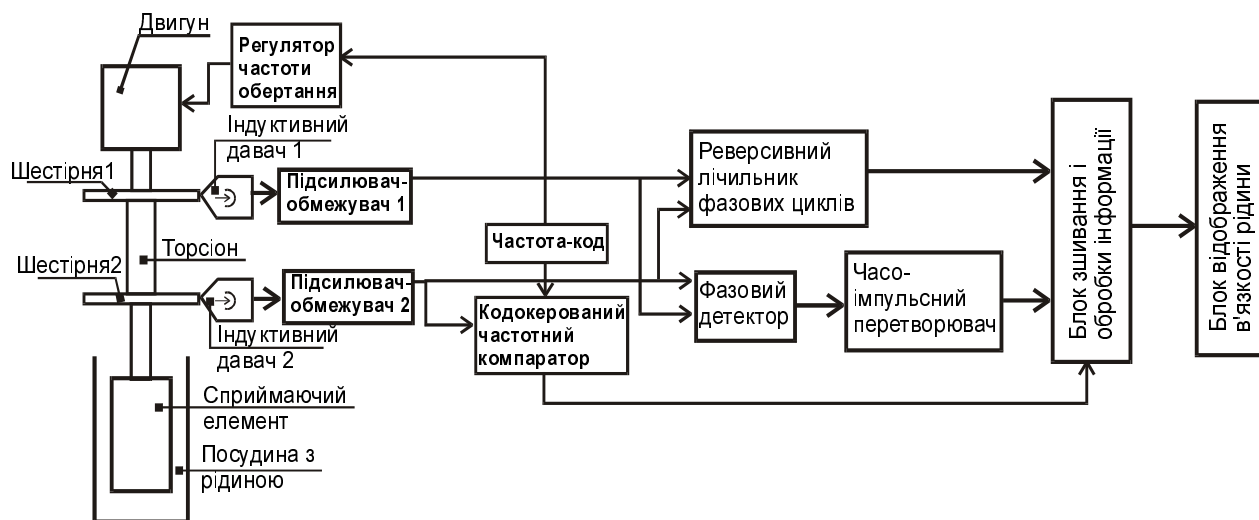 Двигун
Регулятор
частоти
обертання
Індуктивний
давач 1
Шестірня1
Підсилювач-
обмежувач 1
Реверсивний
лічильник
фазових циклів
Частота-код
Торсіон
Шестірня2
Підсилювач-
обмежувач 2
Індуктивний
давач 2
Кодокерований
частотний
компаратор
Фазовий
детектор
Часо-
імпульсний
перетворювач
Блок зшивання і
обробки інформації
Блок відображення
в'язкості рідини
Сприймаючий
елемент
Посудина з
рідиною